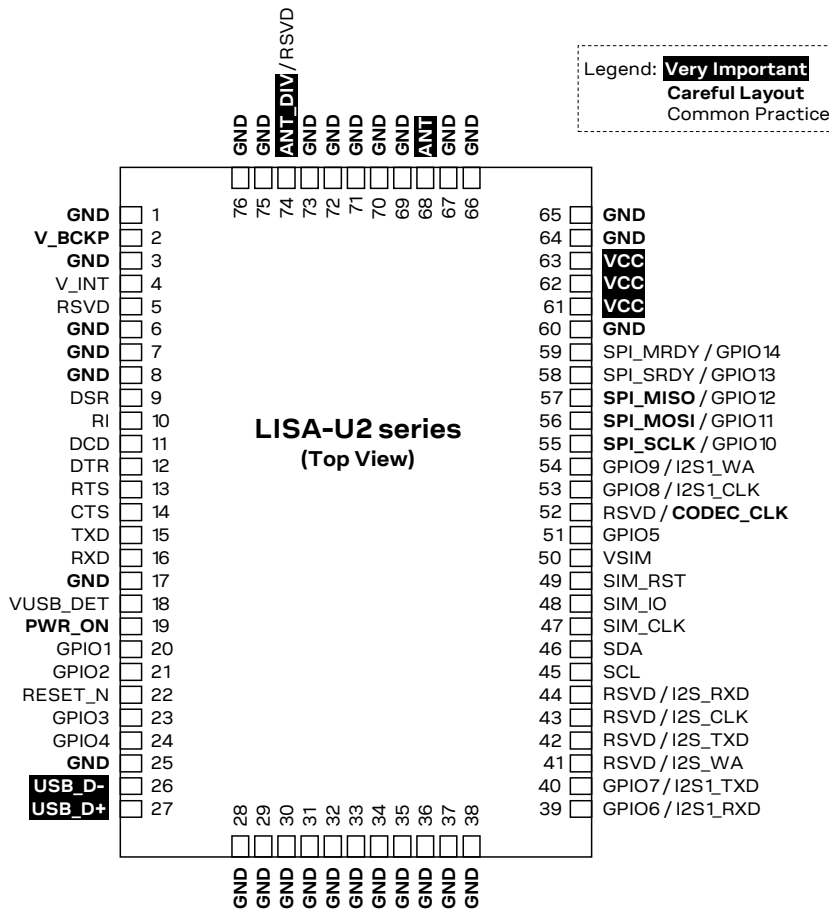 Legend: Very Important
Careful Layout
Common Practice
ANT_DIV / RSVD
GND GND GND GND GND GND GND ANT GND GND
76 75 74 73 72 71 70 69 68 67 66
GND 1
V_BCKP 2
GND 3
V_INT 4
RSVD 5
GND 6
GND 7
GND 8
DSR 9
RI 10
DCD 11
DTR 12
RTS 13
CTS 14
TXD 15
RXD 16
GND 17
VUSB_DET 18
PWR_ON 19
GPIO1 20
GPIO2 21
RESET_N 22
GPIO3 23
GPIO4 24
GND 25
USB_D- 26
USB_D+ 27
LISA-U2 series
(Top View)
65 GND
64 GND
63 VCC
62 VCC
61 VCC
60 GND
59 SPI_MRDY / GPIO14
58 SPI_SRDY / GPIO13
57 SPI_MISO / GPIO12
56 SPI_MOSI / GPIO11
55 SPI_SCLK / GPIO10
54 GPIO9 / I2S1_WA
53 GPIO8 / I2S1_CLK
52 RSVD / CODEC_CLK
51 GPIO5
50 VSIM
49 SIM_RST
48 SIM_IO
47 SIM_CLK
46 SDA
45 SCL
44 RSVD / I2S_RXD
43 RSVD / I2S_CLK
42 RSVD / I2S_TXD
41 RSVD / I2S_WA
40 GPIO7 / I2S1_TXD
39 GPIO6 / I2S1_RXD
28 29 30 31 32 33 34 35 36 37 38
GND GND GND GND GND GND GND GND GND GND GND